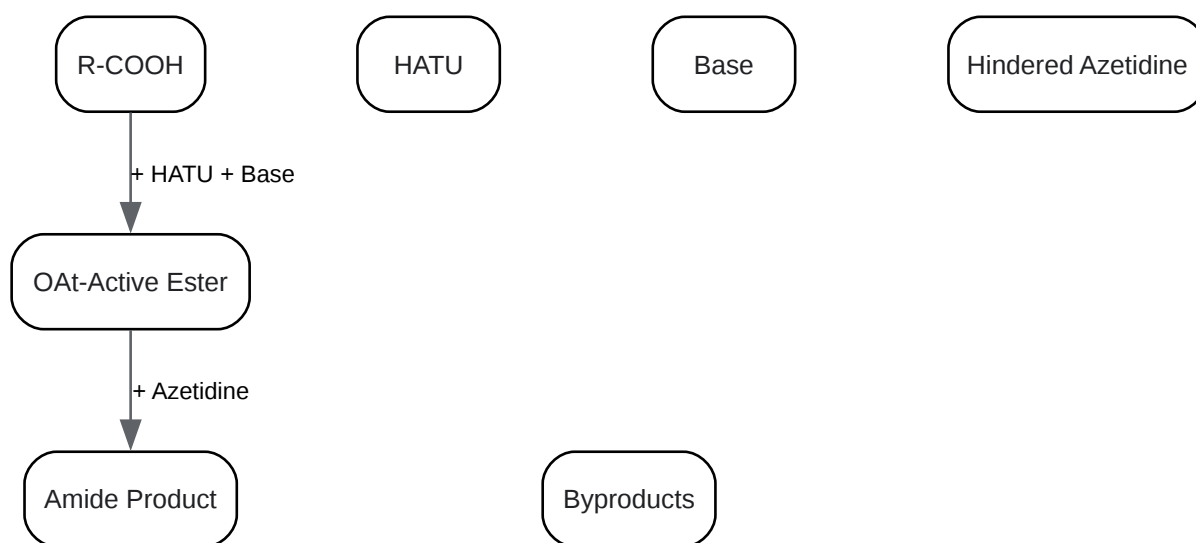 R-COOH
HATU
Base
Hindered Azetidine
+ HATU + Base
OAt-Active Ester
+ Azetidine
Amide Product
Byproducts